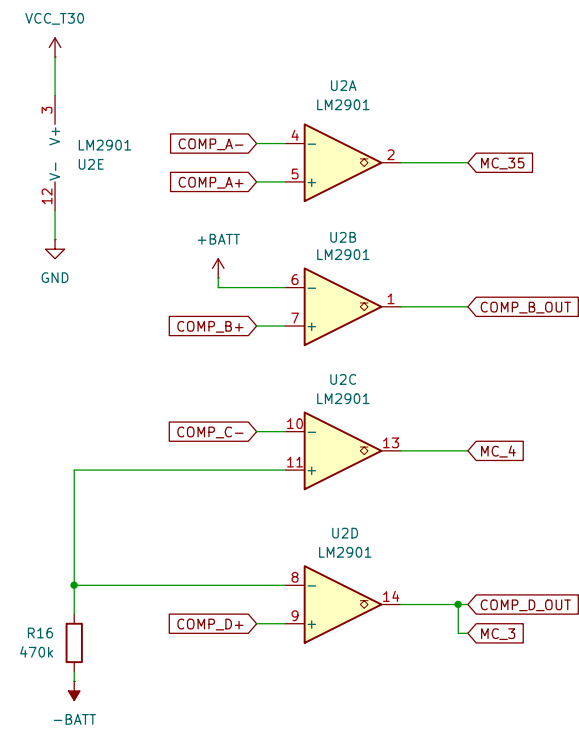 VCC_T30
3
V+
LM2901
U2E
V-
12
GND
U2A
LM2901
COMP_A-
4
-
2
MC_35
COMP_A+
5
+
+BATT
U2B
LM2901
6
-
1
COMP_B_OUT
COMP_B+
7
+
U2C
LM2901
COMP_C-
10
-
13
MC_4
11
+
U2D
LM2901
8
-
14
COMP_D_OUT
COMP_D+
9
+
MC_3
R16
470k
-BATT